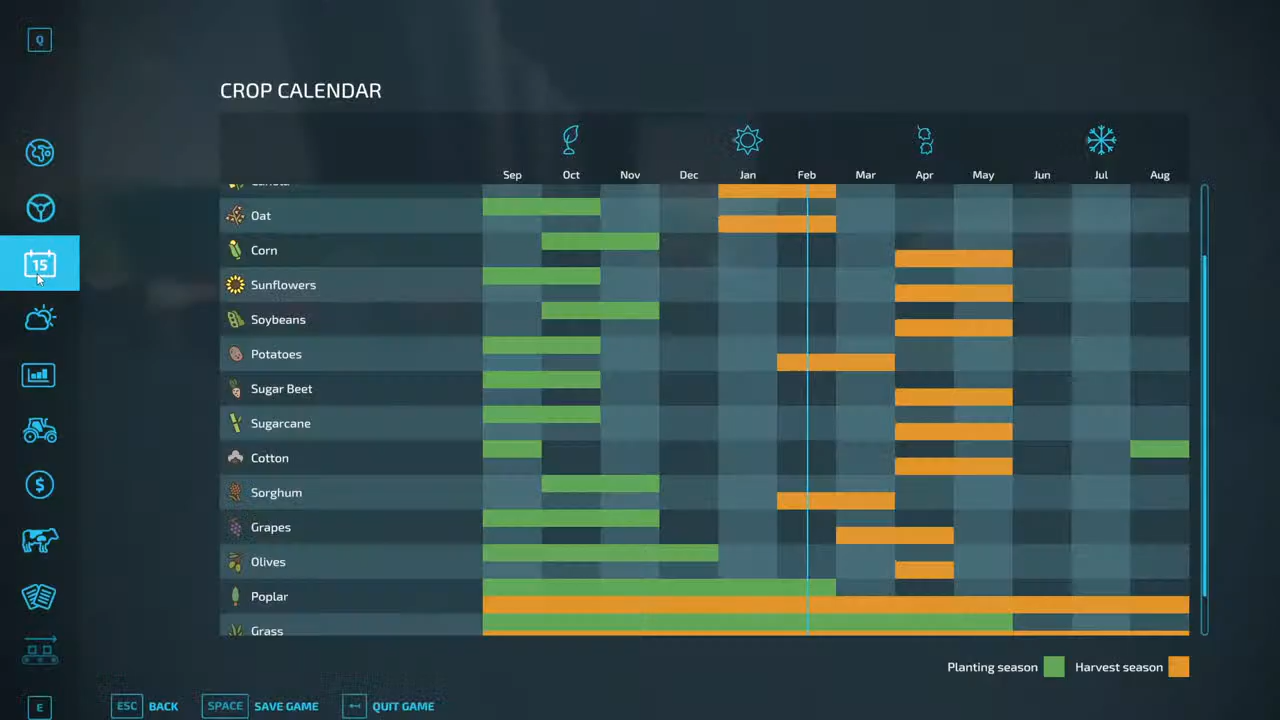 Q
CROP CALENDAR
Sep Oct Nov Dec Jan Feb Mar Apr May Jun Jul Aug
Canola
Oat
Corn
15
Sunflowers
Soybeans
Potatoes
Sugar Beet
Sugarcane
Cotton
$
Sorghum
Grapes
Olives
Poplar
Grass
Planting season Harvest season
E
ESC BACK SPACE SAVE GAME QUIT GAME